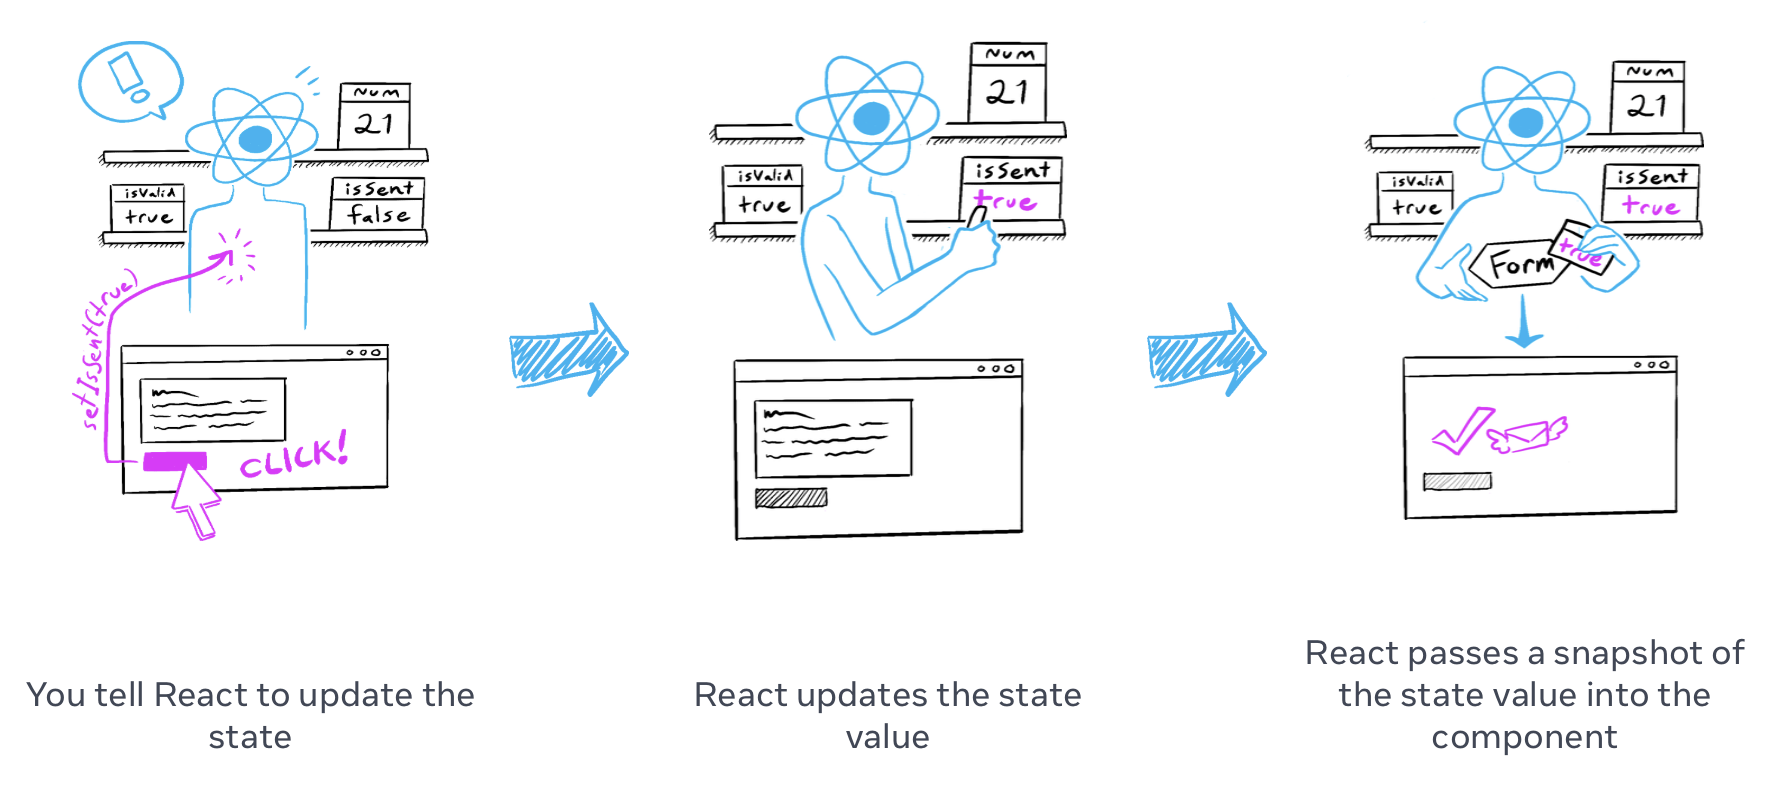 !
Num
21
isValid
true
isSent
false
setIsSent(true)
CLICK!
You tell React to update the
state
Num
21
isValid
true
isSent
true
React updates the state
value
Num
21
isValid
true
isSent
true
Form
true
React passes a snapshot of
the state value into the
component